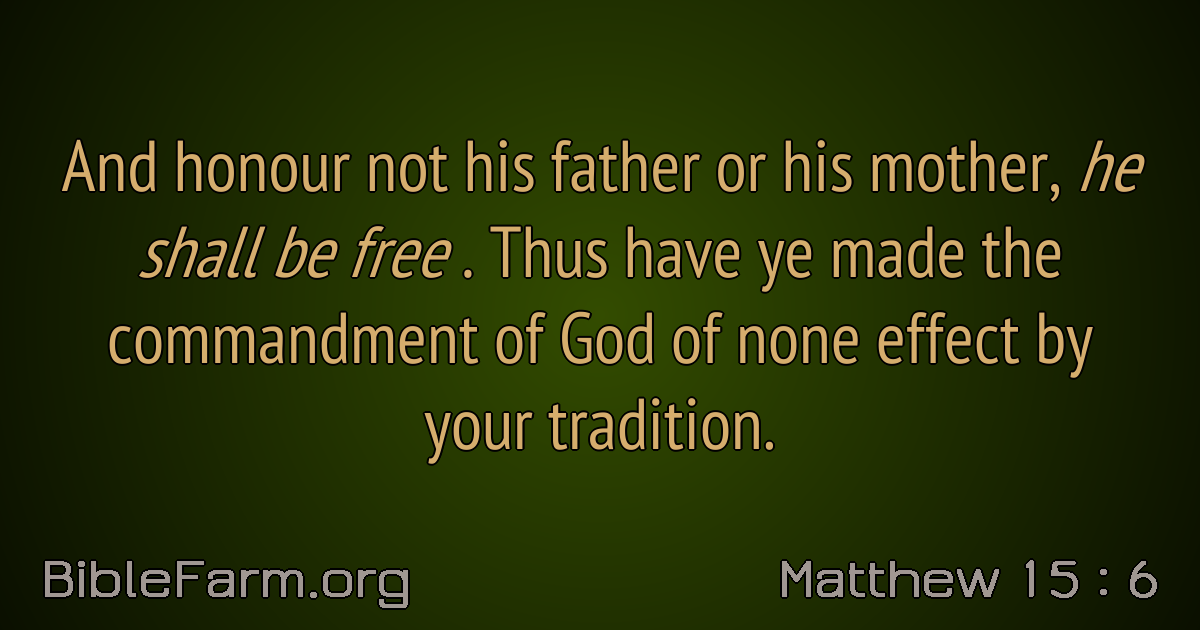 And honour not his father or his mother, he
shall be free . Thus have ye made the
commandment of God of none effect by
your tradition.
BibleFarm.org
Matthew 15 : 6